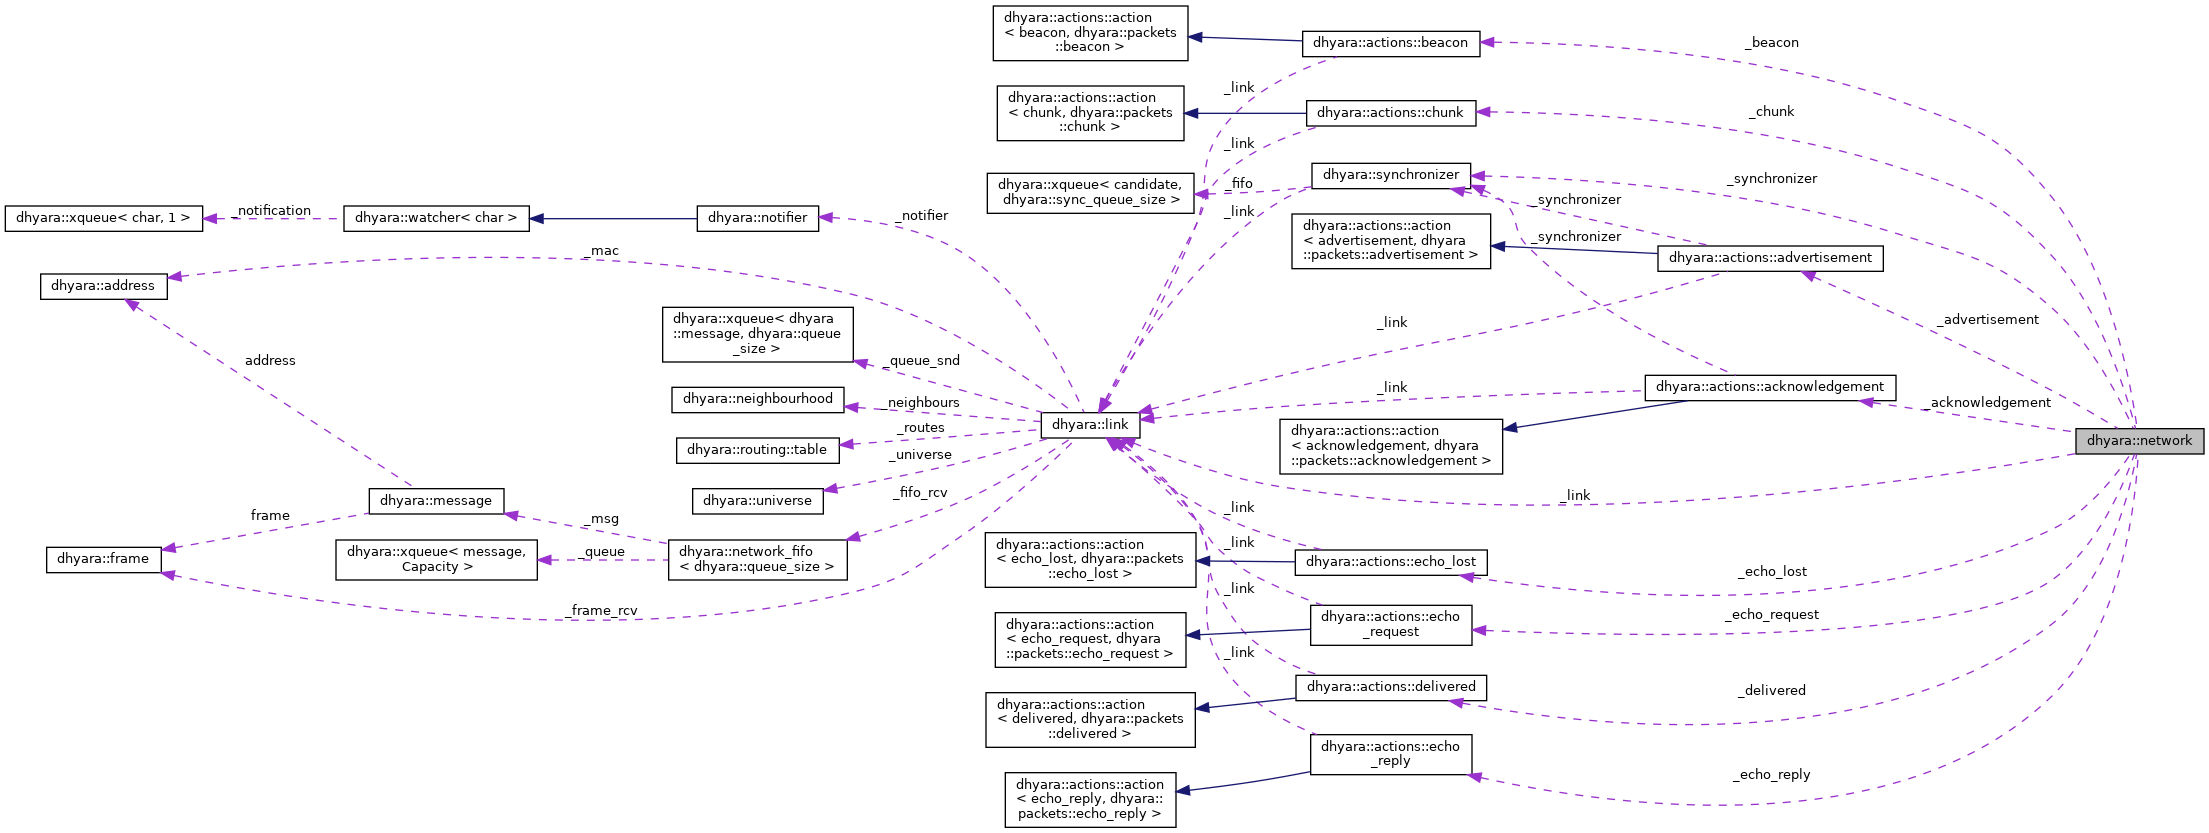 dhyara::actions::action
< beacon, dhyara::packets
::beacon >
dhyara::actions::beacon
_beacon
_link
dhyara::actions::action
< chunk, dhyara::packets
::chunk >
dhyara::actions::chunk
_chunk
_link
dhyara::xqueue< candidate,
dhyara::sync_queue_size >
_fifo
dhyara::synchronizer
_synchronizer
_link
_synchronizer
_synchronizer
dhyara::xqueue< char, 1 >
_notification
dhyara::watcher< char >
dhyara::notifier
_notifier
dhyara::actions::action
< advertisement, dhyara
::packets::advertisement >
dhyara::actions::advertisement
_mac
dhyara::address
_link
_advertisement
dhyara::xqueue< dhyara
::message, dhyara::queue
_size >
_queue_snd
address
dhyara::neighbourhood
_neighbours
_link
dhyara::actions::acknowledgement
_acknowledgement
dhyara::routing::table
_routes
dhyara::link
dhyara::actions::action
< acknowledgement, dhyara
::packets::acknowledgement >
dhyara::network
_universe
dhyara::universe
_fifo_rcv
_link
dhyara::message
frame
_msg
_link
dhyara::frame
dhyara::xqueue< message,
Capacity >
_queue
dhyara::network_fifo
< dhyara::queue_size >
_link
dhyara::actions::action
< echo_lost, dhyara::packets
::echo_lost >
dhyara::actions::echo_lost
_echo_lost
_frame_rcv
_link
dhyara::actions::action
< echo_request, dhyara
::packets::echo_request >
dhyara::actions::echo
_request
_echo_request
_link
dhyara::actions::action
< delivered, dhyara::packets
::delivered >
dhyara::actions::delivered
_delivered
dhyara::actions::action
< echo_reply, dhyara::
packets::echo_reply >
dhyara::actions::echo
_reply
_echo_reply